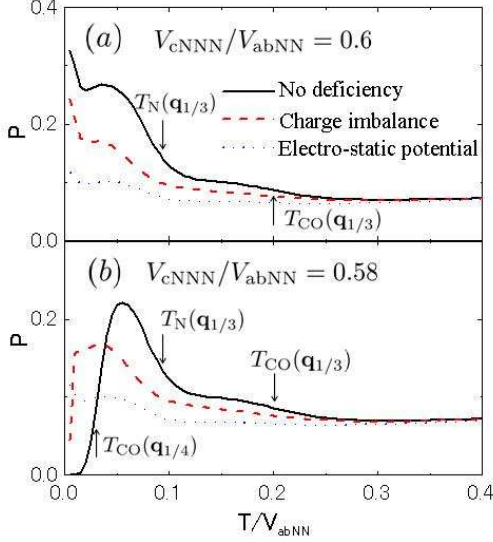 (a) V_cNNN/V_abNN = 0.6
0.4
No deficiency
T_N(q_1/3)
Charge imbalance
P
0.2
Electro-static potential
T_CO(q_1/3)
0.0
(b) V_cNNN/V_abNN = 0.58
T_N(q_1/3)
0.2
T_CO(q_1/3)
P
T_CO(q_1/4)
0.0
0.0 0.1 0.2 0.3 0.4
T/V_abNN